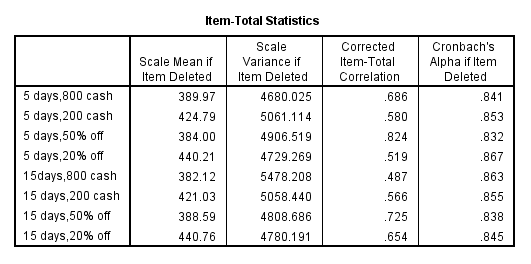 Item-Total Statistics
Scale Mean if Item Deleted
Scale Variance if Item Deleted
Corrected Item-Total Correlation
Cronbach's Alpha if Item Deleted
5 days,800 cash 389.97 4680.025 .686 .841
5 days,200 cash 424.79 5061.114 .580 .853
5 days,50% off 384.00 4906.519 .824 .832
5 days,20% off 440.21 4729.269 .519 .867
15days,800 cash 382.12 5478.208 .487 .863
15 days,200 cash 421.03 5058.440 .566 .855
15 days,50% off 388.59 4808.686 .725 .838
15 days,20% off 440.76 4780.191 .654 .845